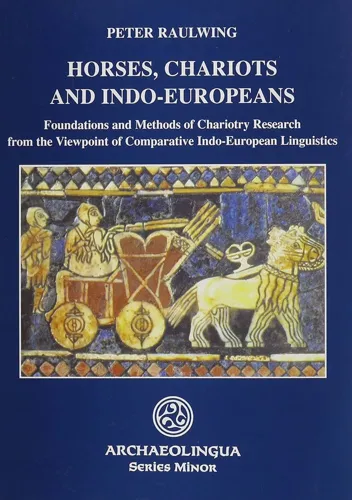 PETER RAULWING
HORSES, CHARIOTS
AND INDO-EUROPEANS
Foundations and Methods of Chariotry Research
from the Viewpoint of Comparative Indo-European Linguistics
ARCHAEOLINGUA
Series Minor